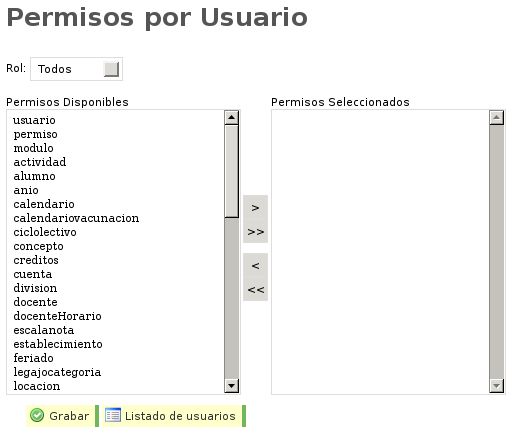 Permisos por Usuario
Rol: Todos
Permisos Disponibles
usuario
permiso
modulo
actividad
alumno
anio
calendario
calendariovacunacion
ciclolectivo
concepto
creditos
cuenta
division
docente
docenteHorario
escalanota
establecimiento
feriado
legajocategoria
locacion
>
>>
<
<<
Permisos Seleccionados
Grabar
Listado de usuarios